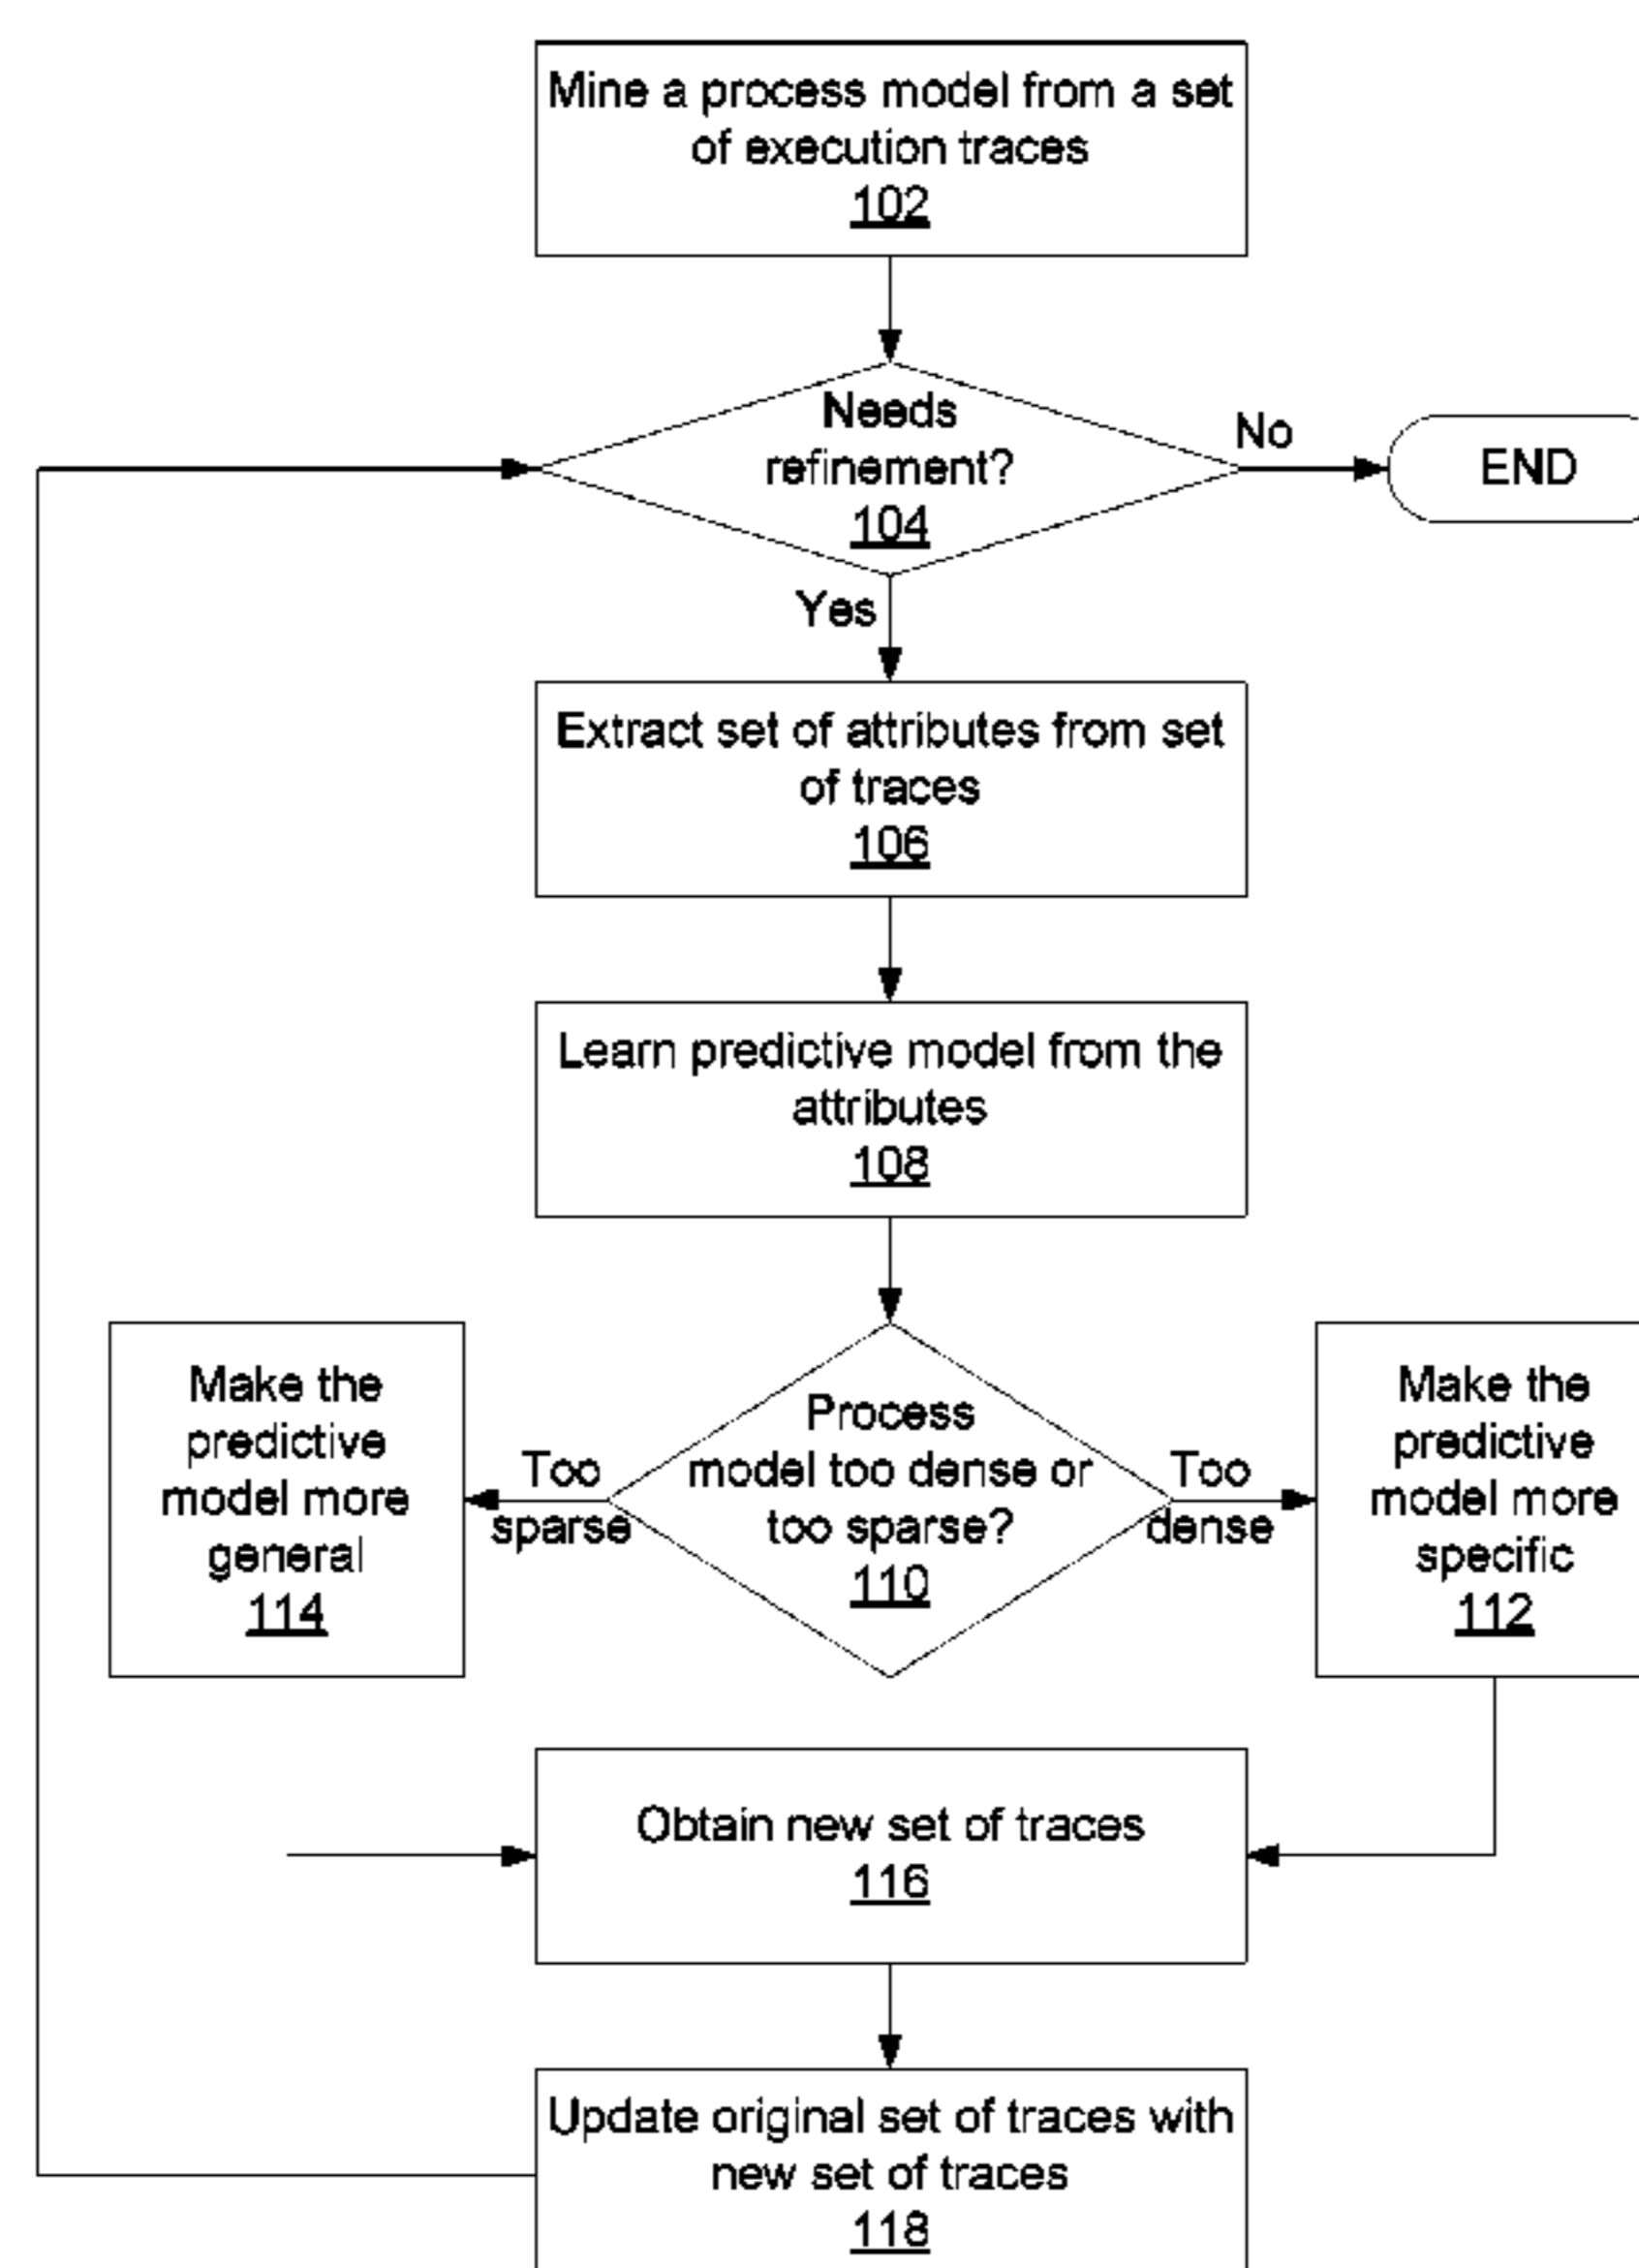 Mine a process model from a set
of execution traces
102
Needs
refinement?
104
No
END
Yes
Extract set of attributes from set
of traces
106
Learn predictive model from the
attributes
108
Make the
predictive
model more
general
114
Too
sparse
Process
model too dense or
too sparse?
110
Too
dense
Make the
predictive
model more
specific
112
Obtain new set of traces
116
Update original set of traces with
new set of traces
118